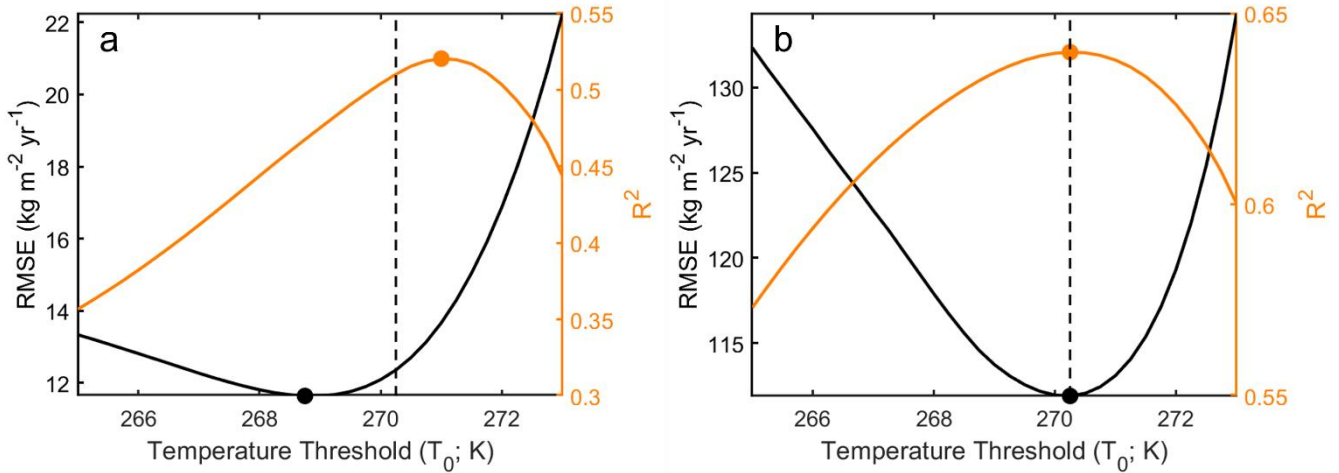 a
22
20
18
16
14
12
RMSE (kg m⁻² yr⁻¹)
0.55
0.5
0.45
0.4
0.35
0.3
R²
266 268 270 272
Temperature Threshold (T₀; K)
b
130
125
120
115
RMSE (kg m⁻² yr⁻¹)
0.65
0.6
0.55
R²
266 268 270 272
Temperature Threshold (T₀; K)